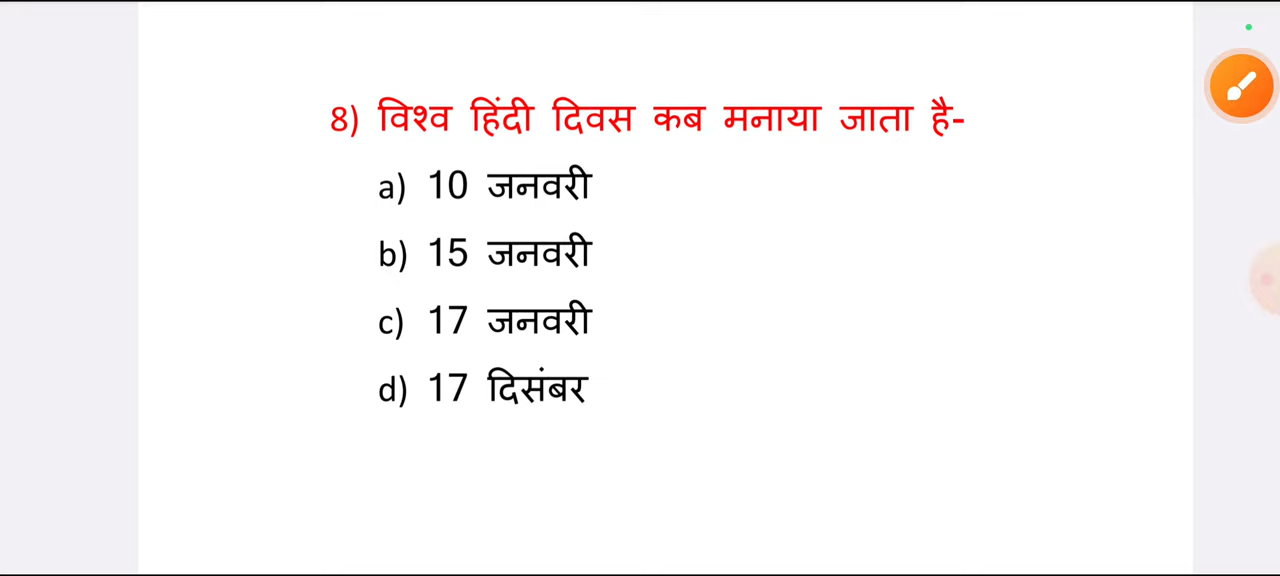 8) विश्व हिंदी दिवस कब मनाया जाता है-
a) 10 जनवरी
b) 15 जनवरी
c) 17 जनवरी
d) 17 दिसंबर